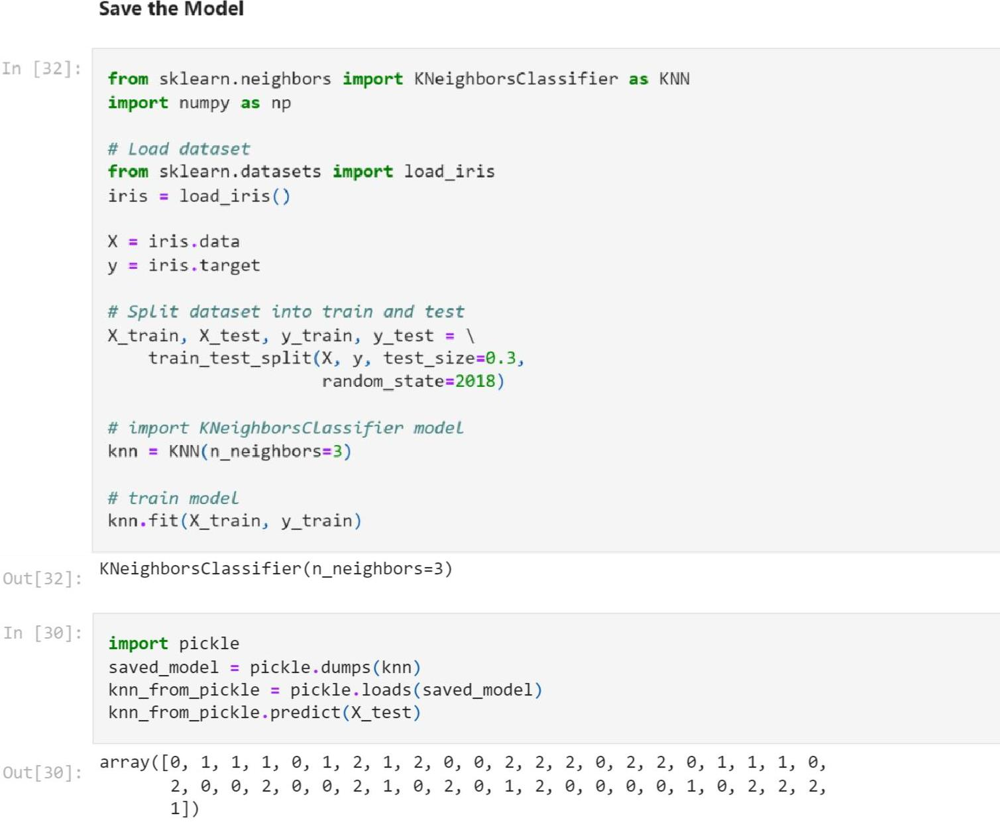 Save the Model
In [32]:
from sklearn.neighbors import KNeighborsClassifier as KNN
import numpy as np
# Load dataset
from sklearn.datasets import load_iris
iris = load_iris()
X = iris.data
y = iris.target
# Split dataset into train and test
X_train, X_test, y_train, y_test = \
    train_test_split(X, y, test_size=0.3,
                     random_state=2018)
# import KNeighborsClassifier model
knn = KNN(n_neighbors=3)
# train model
knn.fit(X_train, y_train)
Out[32]:
KNeighborsClassifier(n_neighbors=3)
In [30]:
import pickle
saved_model = pickle.dumps(knn)
knn_from_pickle = pickle.loads(saved_model)
knn_from_pickle.predict(X_test)
Out[30]:
array([0, 1, 1, 1, 0, 1, 2, 1, 2, 0, 0, 2, 2, 2, 0, 2, 2, 0, 1, 1, 1, 0,
       2, 0, 0, 2, 0, 0, 2, 1, 0, 2, 0, 1, 2, 0, 0, 0, 0, 1, 0, 2, 2, 2,
       1])